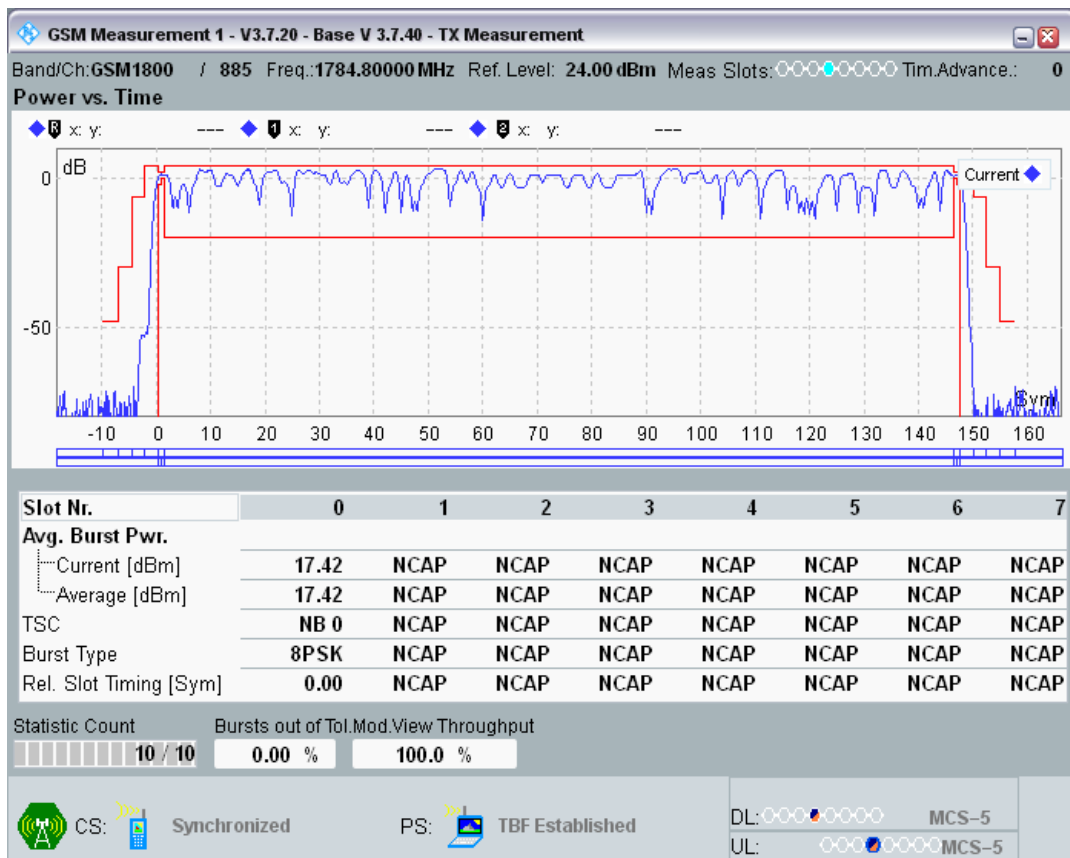 GSM Measurement 1 - V3.7.20 - Base V 3.7.40 - TX Measurement
Band/Ch:GSM1800 / 885 Freq.:1784.80000 MHz Ref. Level: 24.00 dBm Meas Slots: Tim.Advance.: 0
Power vs. Time
R x: y: --- 1 x: y: --- 2 x: y: ---
dB
Current
0
-50
Sym
-10 0 10 20 30 40 50 60 70 80 90 100 110 120 130 140 150 160
Slot Nr. 0 1 2 3 4 5 6 7
Avg. Burst Pwr.
Current [dBm] 17.42 NCAP NCAP NCAP NCAP NCAP NCAP NCAP
Average [dBm] 17.42 NCAP NCAP NCAP NCAP NCAP NCAP NCAP
TSC NB 0 NCAP NCAP NCAP NCAP NCAP NCAP NCAP
Burst Type 8PSK NCAP NCAP NCAP NCAP NCAP NCAP NCAP
Rel. Slot Timing [Sym] 0.00 NCAP NCAP NCAP NCAP NCAP NCAP NCAP
Statistic Count Bursts out of Tol.Mod.View Throughput
10 / 10 0.00 % 100.0 %
CS: Synchronized PS: TBF Established DL: MCS-5
UL: MCS-5